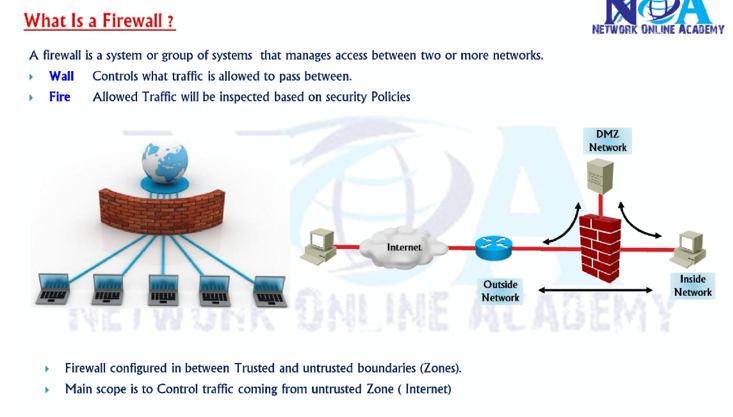 What Is a Firewall ?
NOA
NETWORK ONLINE ACADEMY
A firewall is a system or group of systems that manages access between two or more networks.
Wall Controls what traffic is allowed to pass between.
Fire Allowed Traffic will be inspected based on security Policies
DMZ
Network
Internet
Outside
Network
Inside
Network
NETWORK ONLINE ACADEMY
Firewall configured in between Trusted and untrusted boundaries (Zones).
Main scope is to Control traffic coming from untrusted Zone ( Internet)